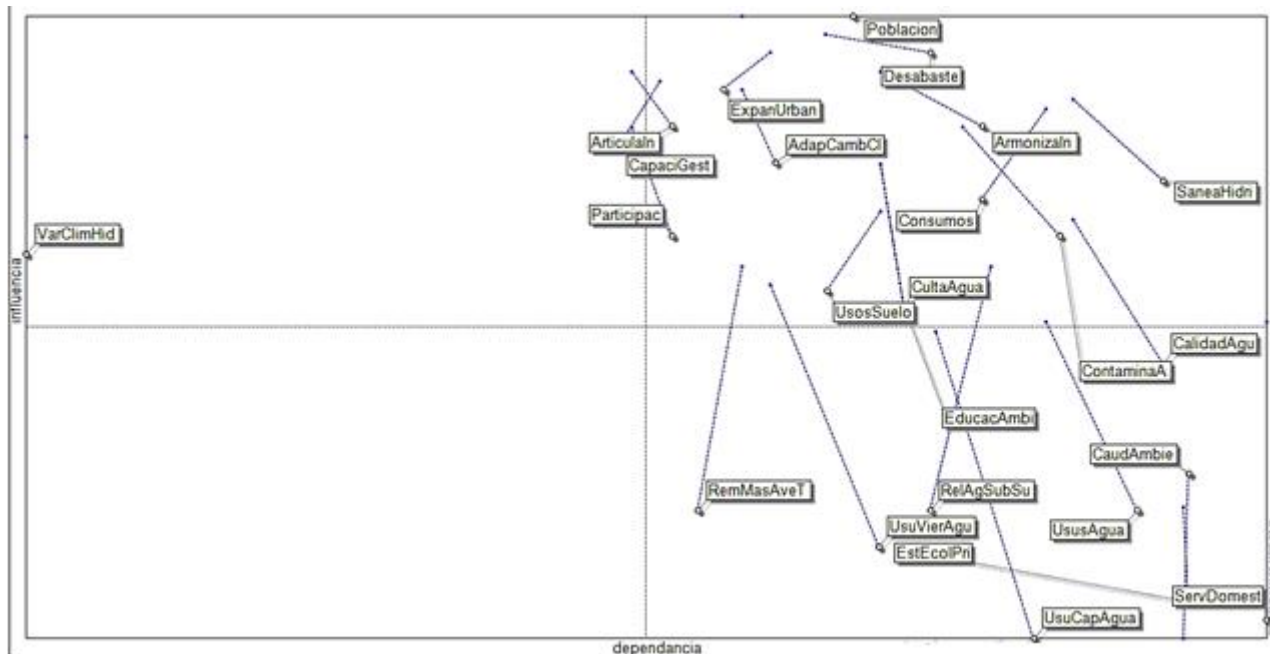 Poblacion
Desabaste
ExpanUrban
ArticulaIn
AdapCambCl
ArmonizaIn
CapaciGest
SaneaHidri
Participac
Consumos
VarClimHid
influencia
CultaAgua
UsosSuelo
CalidadAgu
ContaminaA
EducacAmbi
CaudAmbie
RemMasAveT
RelAgSubSu
UsuVierAgu
UsusAgua
EstEcolPri
ServDomest
UsuCapAgua
dependancia